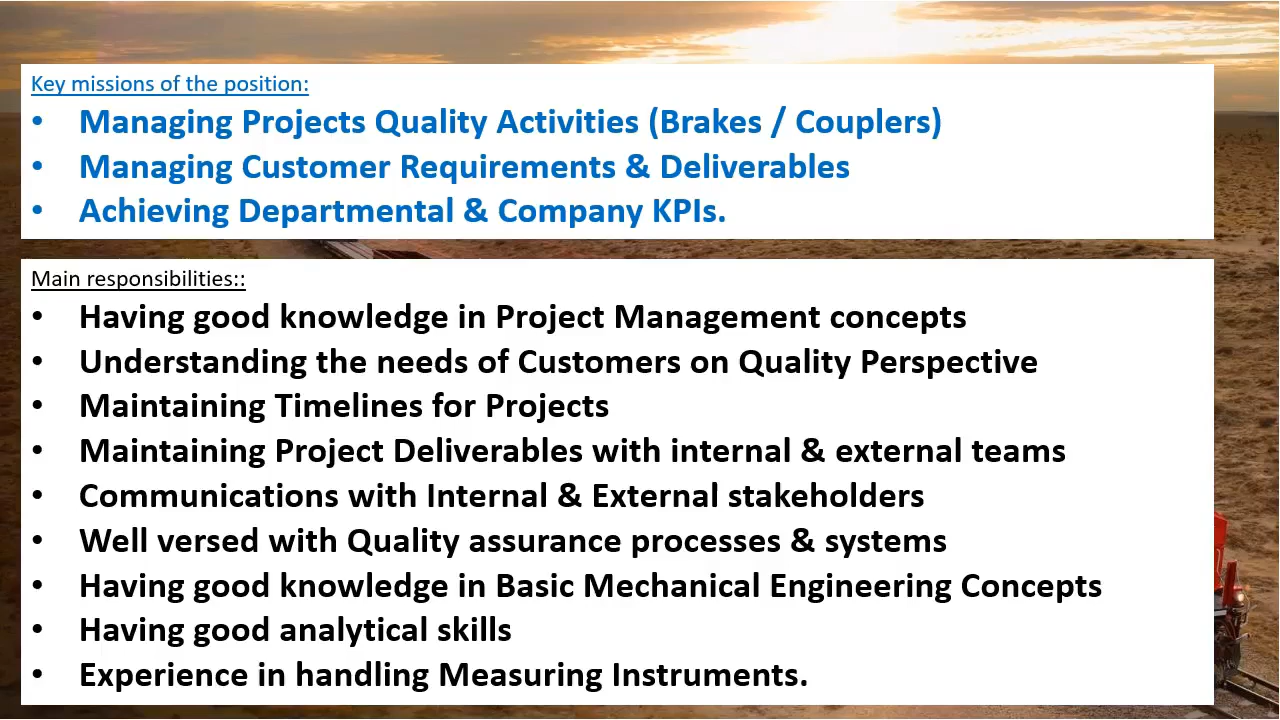 Key missions of the position:
• Managing Projects Quality Activities (Brakes / Couplers)
• Managing Customer Requirements & Deliverables
• Achieving Departmental & Company KPIs.
Main responsibilities::
• Having good knowledge in Project Management concepts
• Understanding the needs of Customers on Quality Perspective
• Maintaining Timelines for Projects
• Maintaining Project Deliverables with internal & external teams
• Communications with Internal & External stakeholders
• Well versed with Quality assurance processes & systems
• Having good knowledge in Basic Mechanical Engineering Concepts
• Having good analytical skills
• Experience in handling Measuring Instruments.